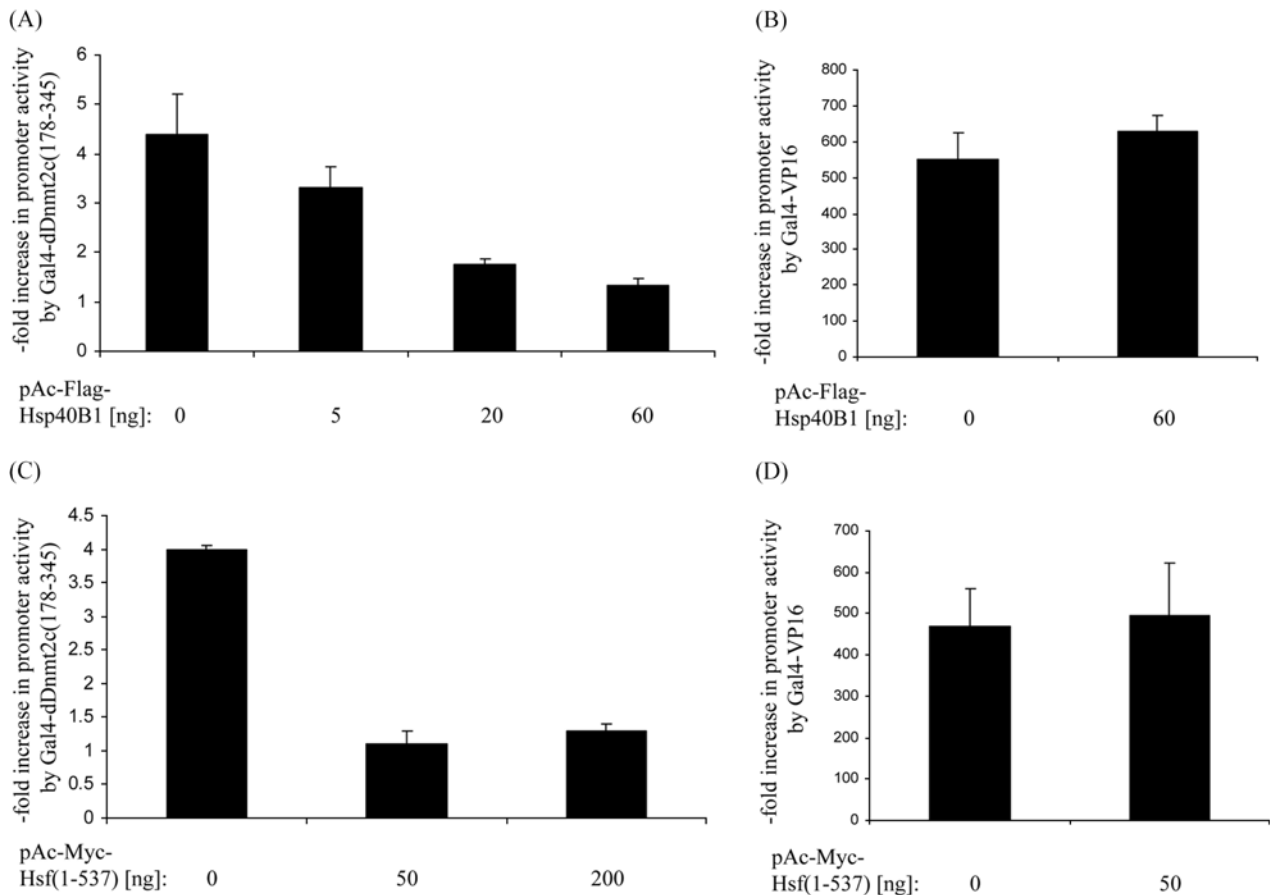 (A)
-fold increase in promoter activity
by Gal4-dDnmt2c(178-345)
6
5
4
3
2
1
0
pAc-Flag-
Hsp40B1 [ng]: 0 5 20 60
(B)
-fold increase in promoter activity
by Gal4-VP16
800
700
600
500
400
300
200
100
0
pAc-Flag-
Hsp40B1 [ng]: 0 60
(C)
-fold increase in promoter activity
by Gal4-dDnmt2c(178-345)
4.5
4
3.5
3
2.5
2
1.5
1
0.5
0
pAc-Myc-
Hsf(1-537) [ng]: 0 50 200
(D)
-fold increase in promoter activity
by Gal4-VP16
700
600
500
400
300
200
100
0
pAc-Myc-
Hsf(1-537) [ng]: 0 50